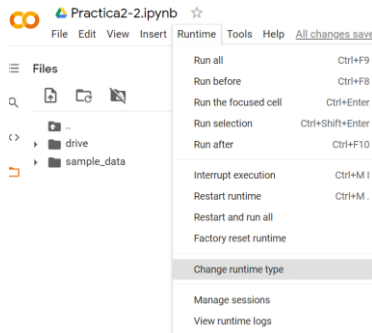 Practica2-2.ipynb
File Edit View Insert Runtime Tools Help All changes save
Files
..
drive
sample_data
Run all Ctrl+F9
Run before Ctrl+F8
Run the focused cell Ctrl+Enter
Run selection Ctrl+Shift+Enter
Run after Ctrl+F10
Interrupt execution Ctrl+M I
Restart runtime Ctrl+M .
Restart and run all
Factory reset runtime
Change runtime type
Manage sessions
View runtime logs